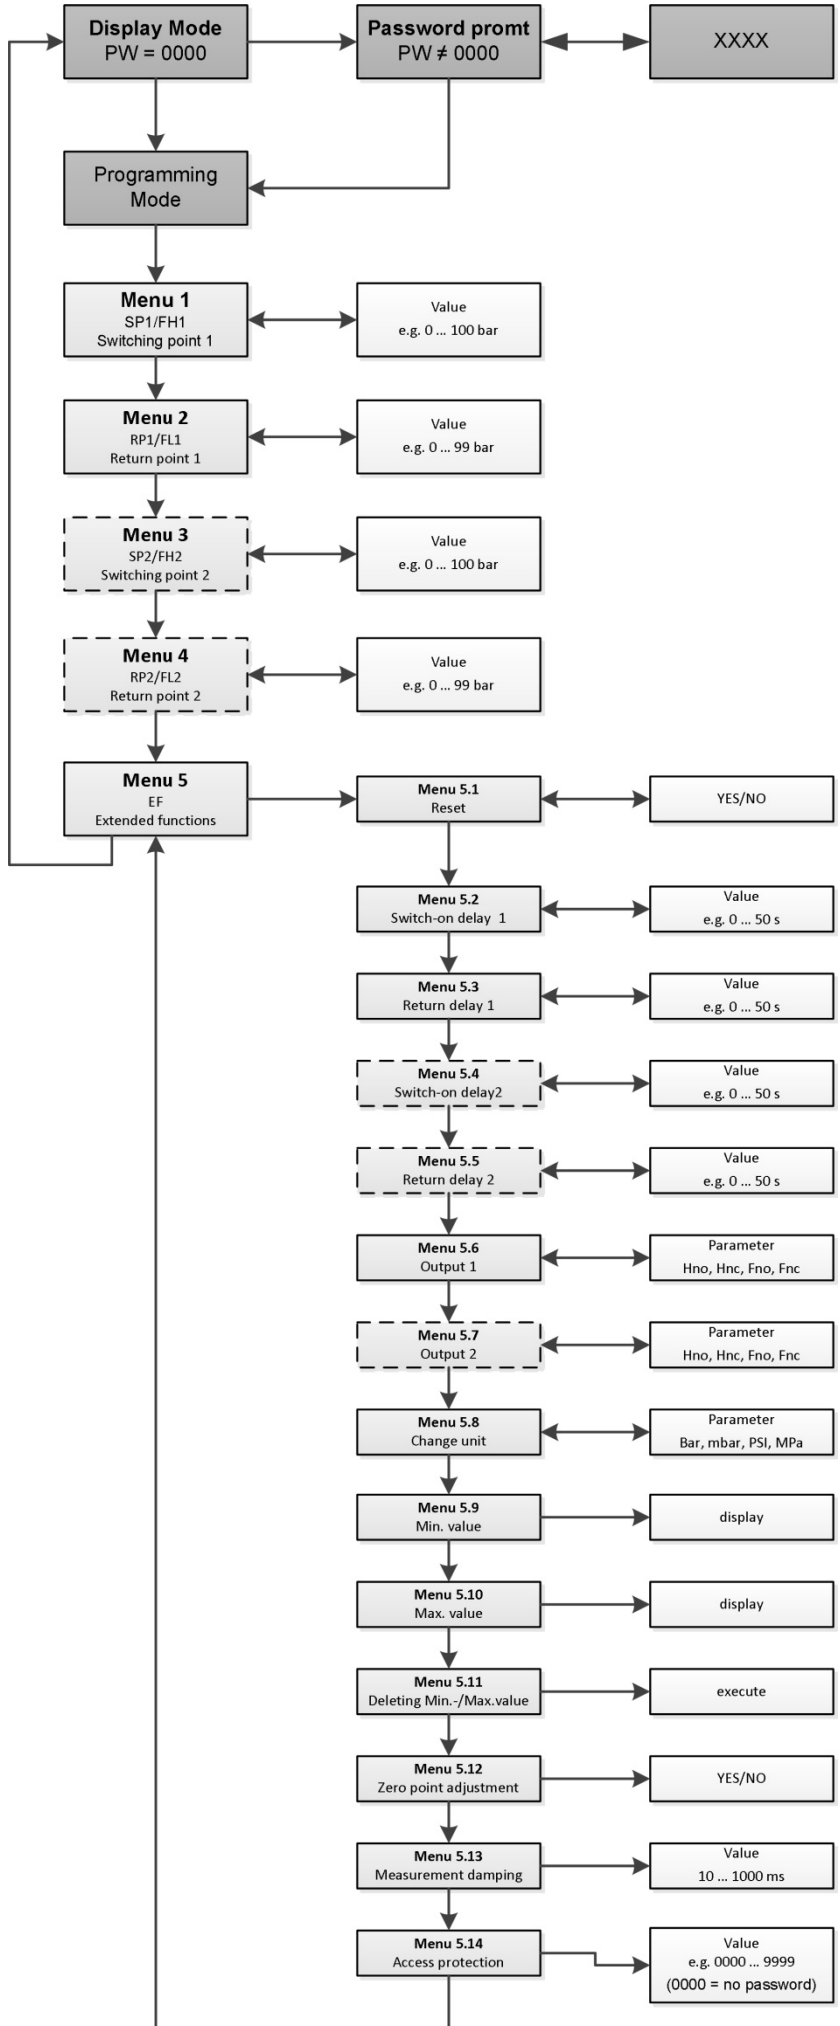 Display Mode
PW = 0000
Password promt
PW ≠ 0000
XXXX
Programming
Mode
Menu 1
SP1/FH1
Switching point 1
Value
e.g. 0 ... 100 bar
Menu 2
RP1/FL1
Return point 1
Value
e.g. 0 ... 99 bar
Menu 3
SP2/FH2
Switching point 2
Value
e.g. 0 ... 100 bar
Menu 4
RP2/FL2
Return point 2
Value
e.g. 0 ... 99 bar
Menu 5
EF
Extended functions
Menu 5.1
Reset
YES/NO
Menu 5.2
Switch-on delay 1
Value
e.g. 0 ... 50 s
Menu 5.3
Return delay 1
Value
e.g. 0 ... 50 s
Menu 5.4
Switch-on delay2
Value
e.g. 0 ... 50 s
Menu 5.5
Return delay 2
Value
e.g. 0 ... 50 s
Menu 5.6
Output 1
Parameter
Hno, Hnc, Fno, Fnc
Menu 5.7
Output 2
Parameter
Hno, Hnc, Fno, Fnc
Menu 5.8
Change unit
Parameter
Bar, mbar, PSI, MPa
Menu 5.9
Min. value
display
Menu 5.10
Max. value
display
Menu 5.11
Deleting Min.-/Max.value
execute
Menu 5.12
Zero point adjustment
YES/NO
Menu 5.13
Measurement damping
Value
10 ... 1000 ms
Menu 5.14
Access protection
Value
e.g. 0000 ... 9999
(0000 = no password)